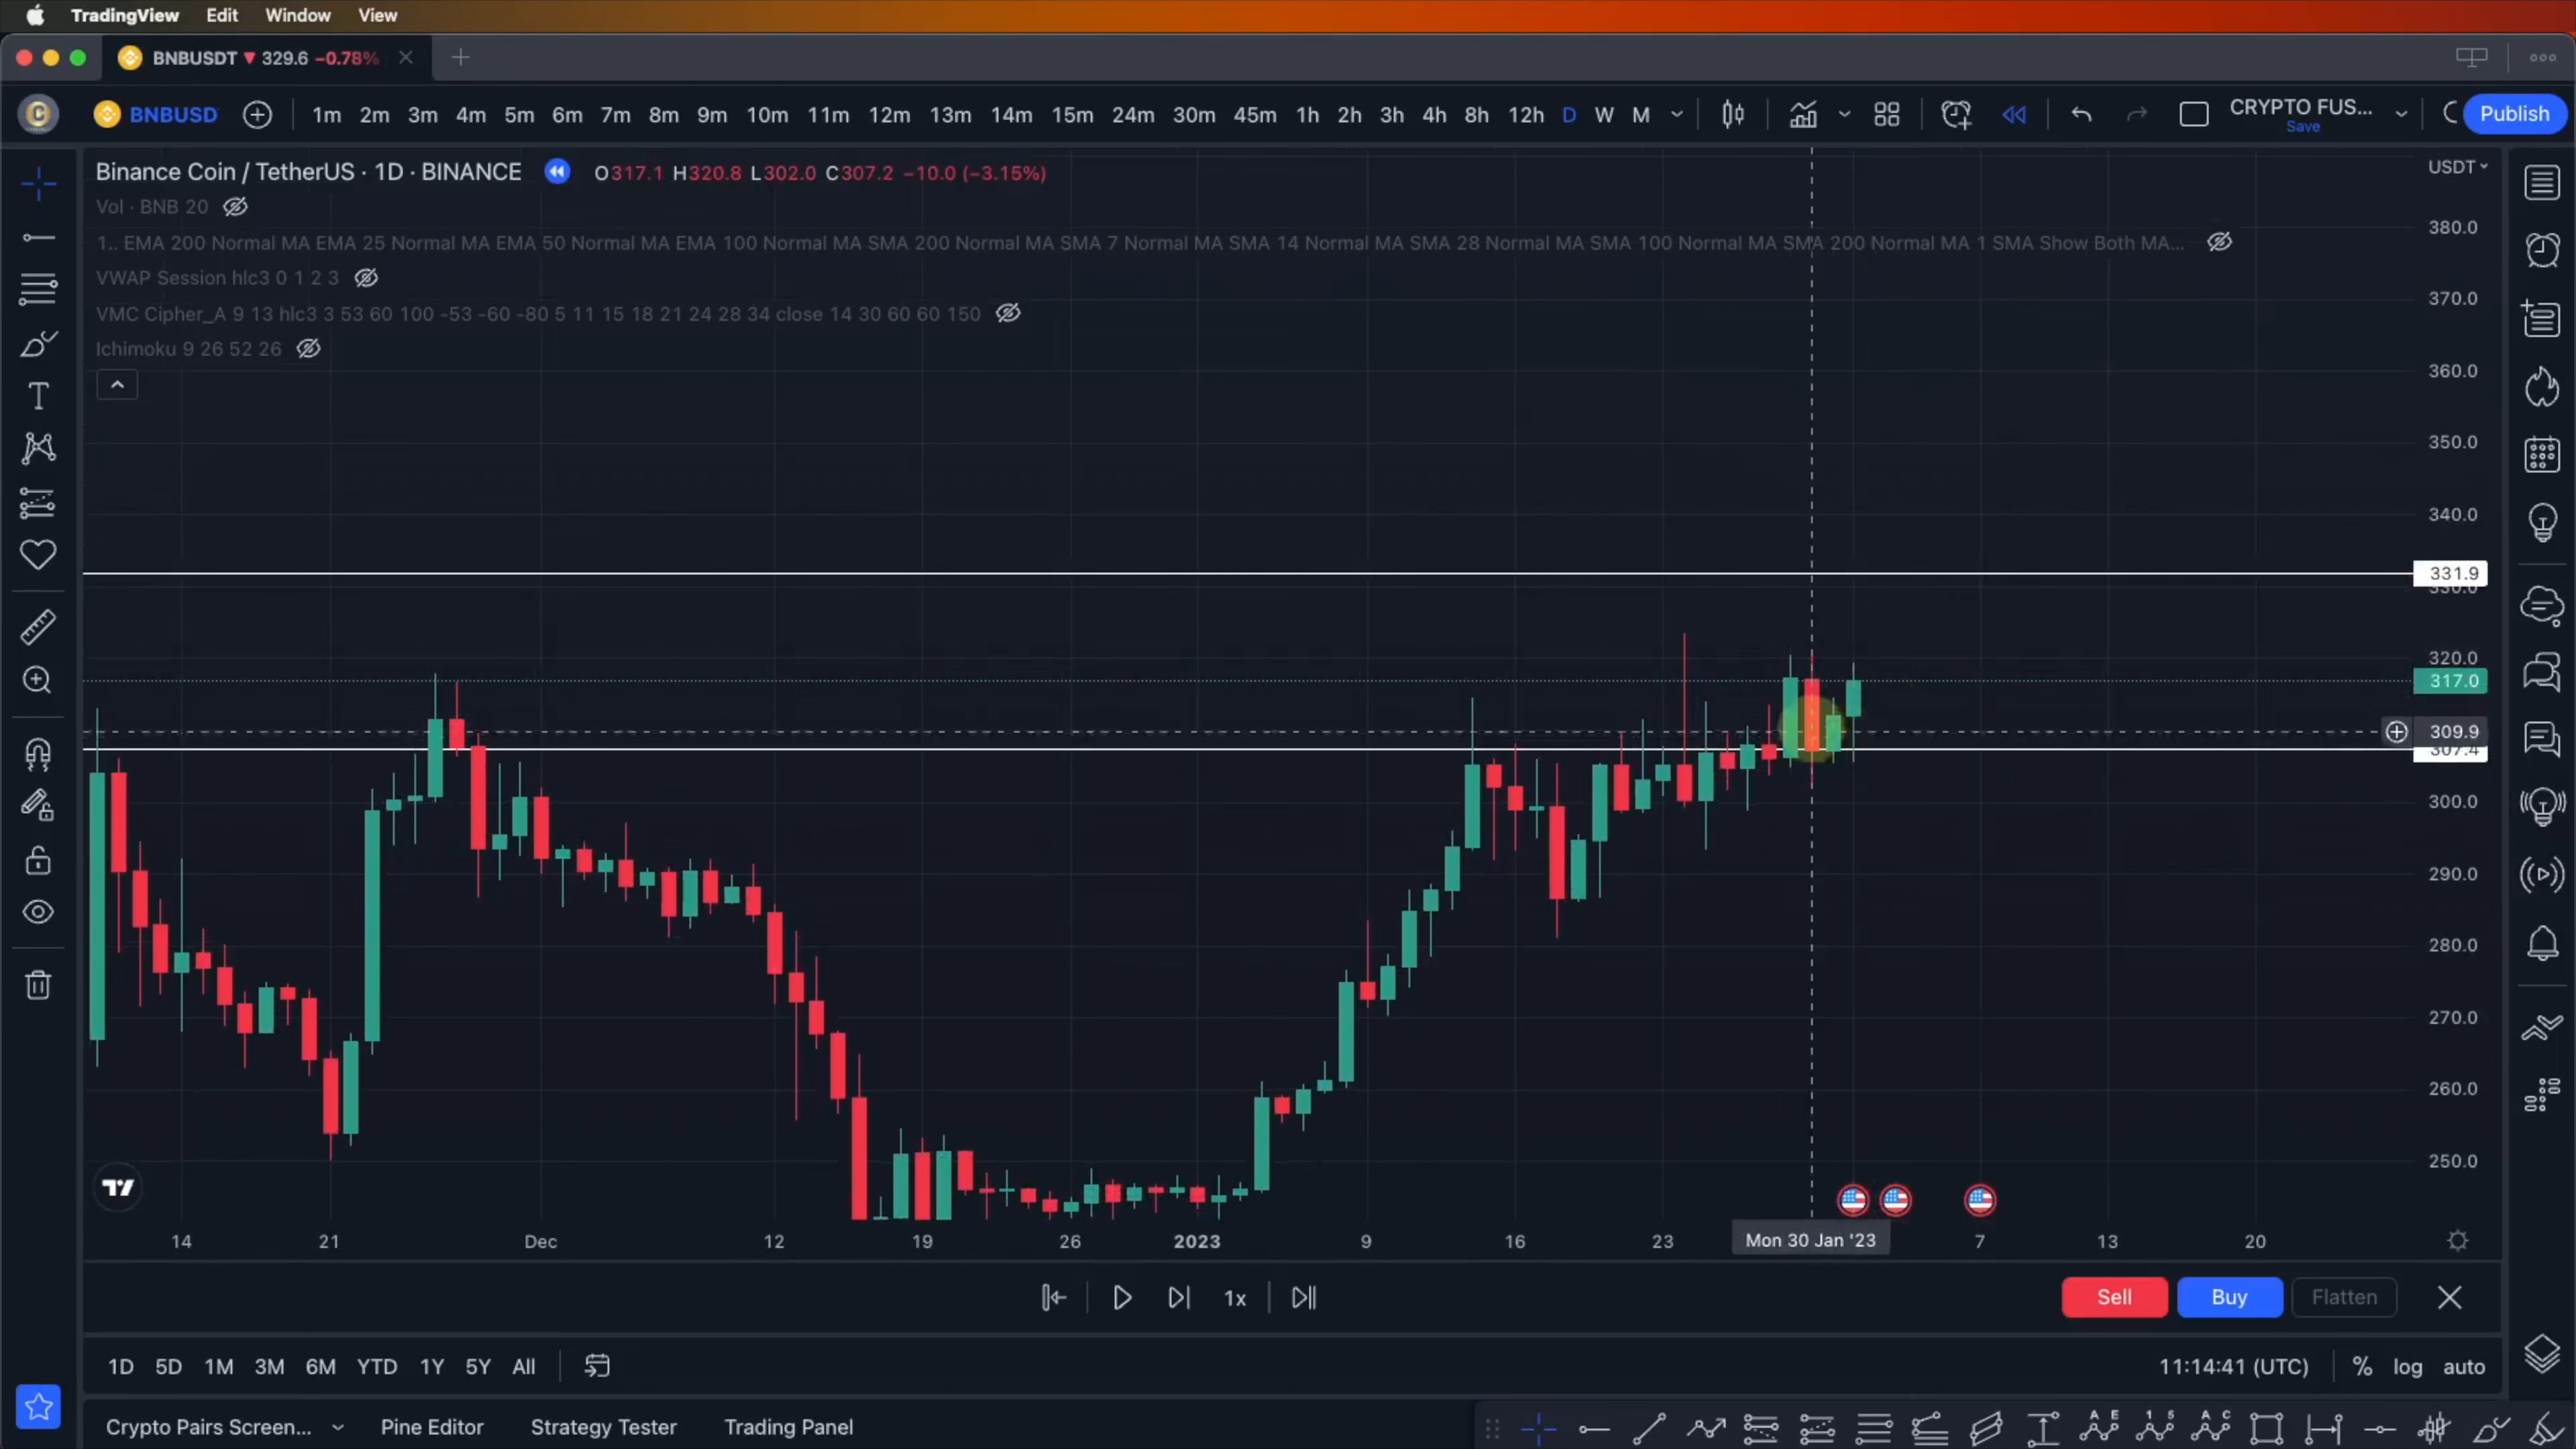 TradingView Edit Window View
BNBUSDT ▼ 329.6 −0.78%
BNBUSD 1m 2m 3m 4m 5m 6m 7m 8m 9m 10m 11m 12m 13m 14m 15m 24m 30m 45m 1h 2h 3h 4h 8h 12h D W M CRYPTO FUS... Publish
Save
Binance Coin / TetherUS · 1D · BINANCE O317.1 H320.8 L302.0 C307.2 −10.0 (−3.15%) USDT
Vol · BNB 20
380.0
1.. EMA 200 Normal MA EMA 25 Normal MA EMA 50 Normal MA EMA 100 Normal MA SMA 200 Normal MA SMA 7 Normal MA SMA 14 Normal MA SMA 28 Normal MA SMA 100 Normal MA SMA 200 Normal MA 1 SMA Show Both MA...
VWAP Session hlc3 0 1 2 3
370.0
VMC Cipher_A 9 13 hlc3 3 53 60 100 -53 -60 -80 5 11 15 18 21 24 28 34 close 14 30 60 60 150
Ichimoku 9 26 52 26
360.0
350.0
340.0
331.9
330.0
320.0
317.0
309.9
307.4
300.0
290.0
280.0
270.0
260.0
250.0
14 21 Dec 12 19 26 2023 9 16 23 Mon 30 Jan '23 7 13 20
1x Sell Buy Flatten
1D 5D 1M 3M 6M YTD 1Y 5Y All 11:14:41 (UTC) % log auto
Crypto Pairs Screen... Pine Editor Strategy Tester Trading Panel